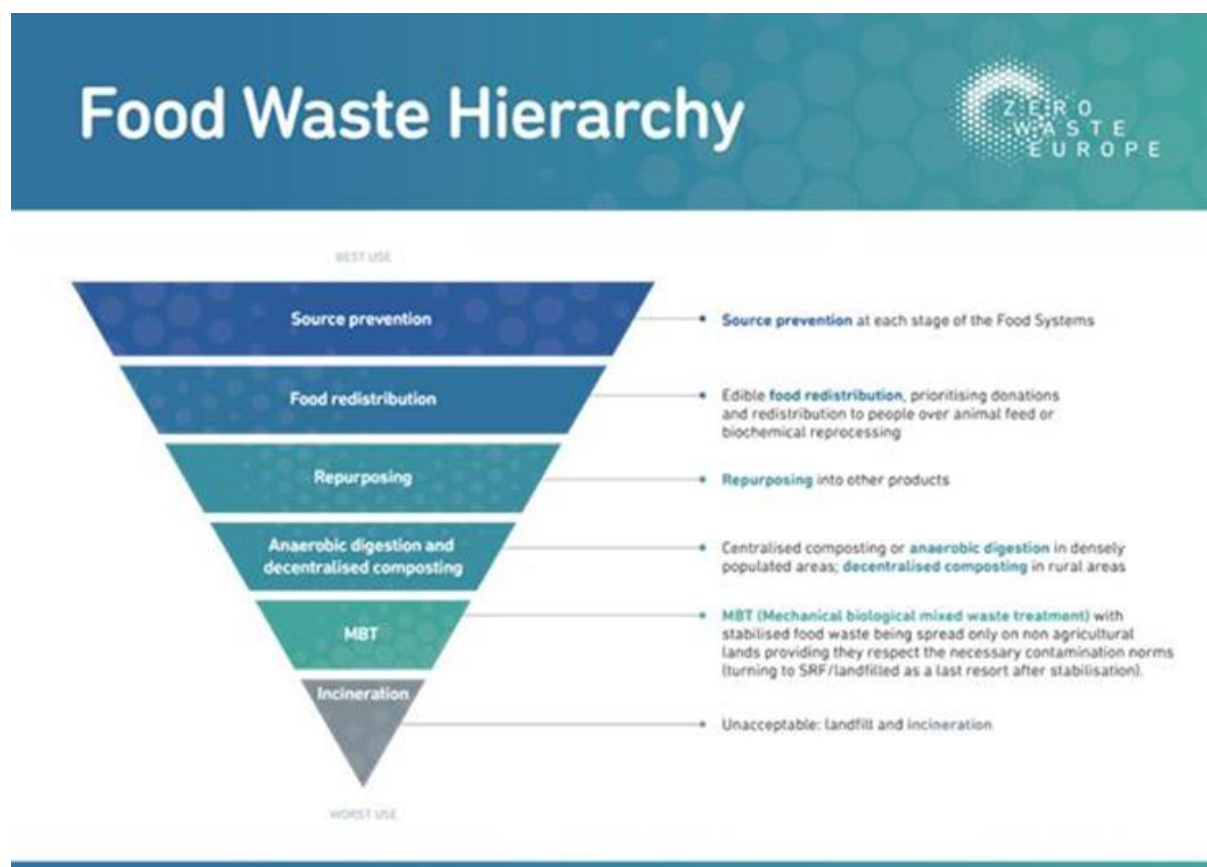 Food Waste Hierarchy
ZERO
WASTE
EUROPE
BEST USE
Source prevention
Source prevention at each stage of the Food Systems
Food redistribution
Edible food redistribution, prioritising donations
and redistribution to people over animal feed or
biochemical reprocessing
Repurposing
Repurposing into other products
Anaerobic digestion and
decentralised composting
Centralised composting or anaerobic digestion in densely
populated areas; decentralised composting in rural areas
MBT
MBT (Mechanical biological mixed waste treatment) with
stabilised food waste being spread only on non agricultural
lands providing they respect the necessary contamination norms
(turning to SRF/landfilled as a last resort after stabilisation).
Incineration
Unacceptable: landfill and incineration
WORST USE